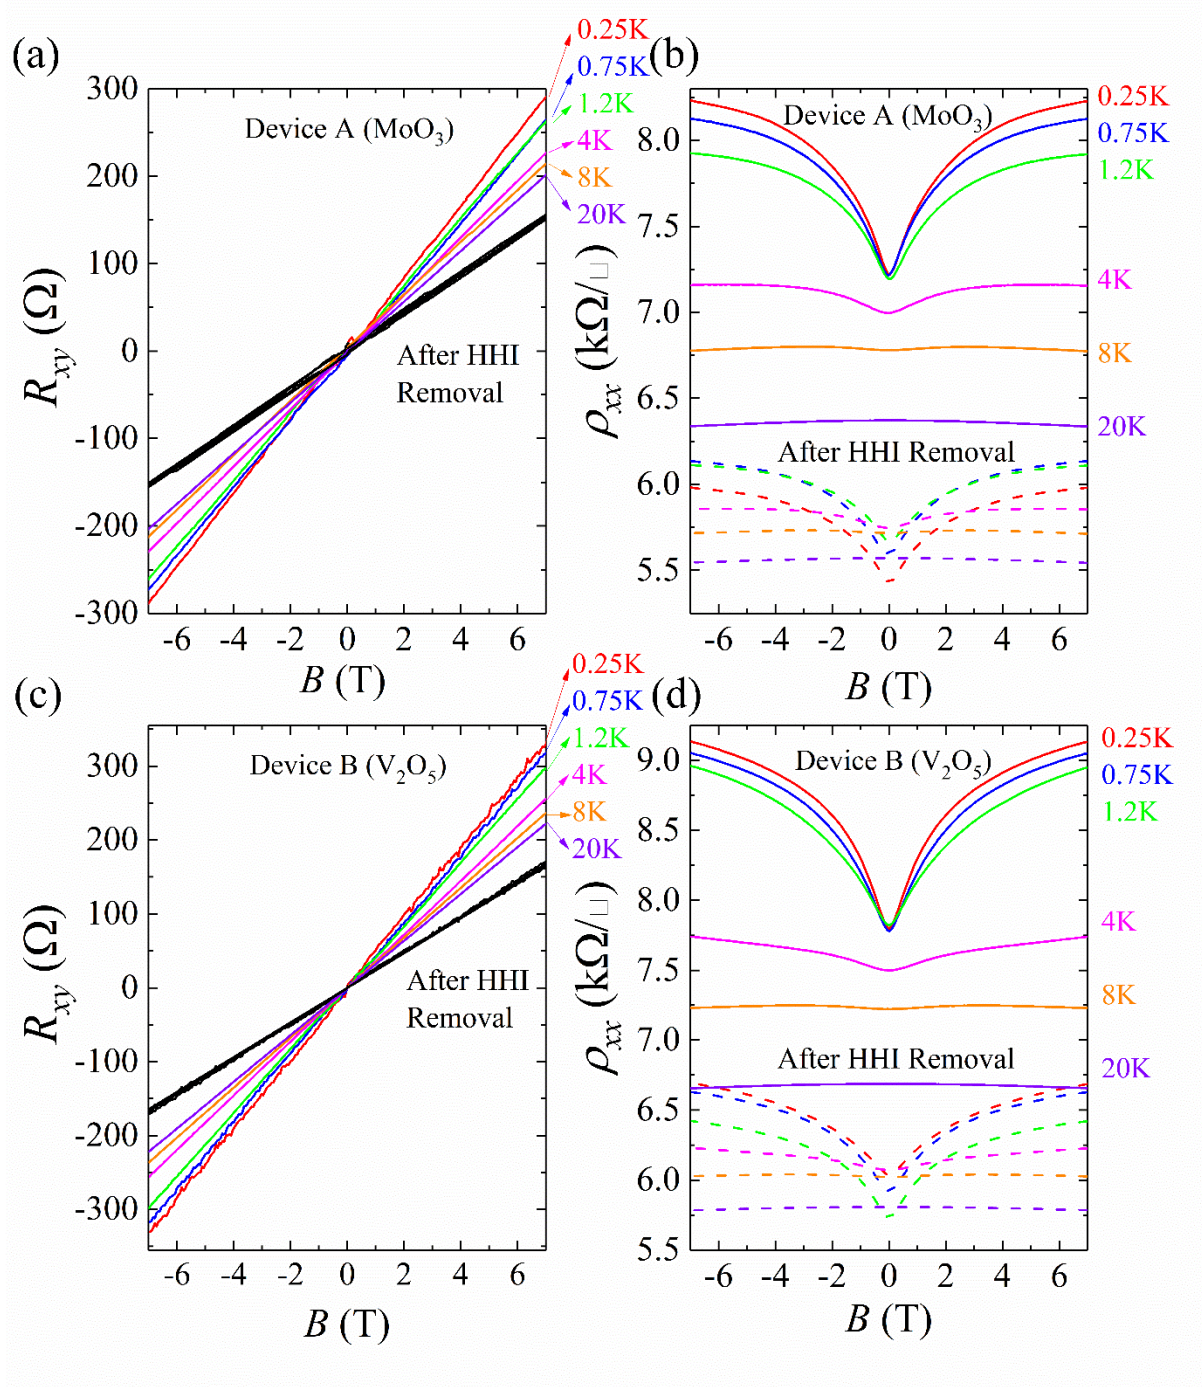 (a)
0.25K
0.75K
1.2K
4K
8K
20K
300
200
100
0
-100
-200
-300
Device A (MoO₃)
After HHI
Removal
Rxy (Ω)
-6 -4 -2 0 2 4 6
B (T)
(b)
0.25K
0.75K
1.2K
4K
8K
20K
8.0
7.5
7.0
6.5
6.0
5.5
Device A (MoO₃)
After HHI Removal
ρxx (kΩ/□)
-6 -4 -2 0 2 4 6
B (T)
(c)
0.25K
0.75K
1.2K
4K
8K
20K
300
200
100
0
-100
-200
-300
Device B (V₂O₅)
After HHI
Removal
Rxy (Ω)
-6 -4 -2 0 2 4 6
B (T)
(d)
0.25K
0.75K
1.2K
4K
8K
20K
9.0
8.5
8.0
7.5
7.0
6.5
6.0
5.5
Device B (V₂O₅)
After HHI Removal
ρxx (kΩ/□)
-6 -4 -2 0 2 4 6
B (T)